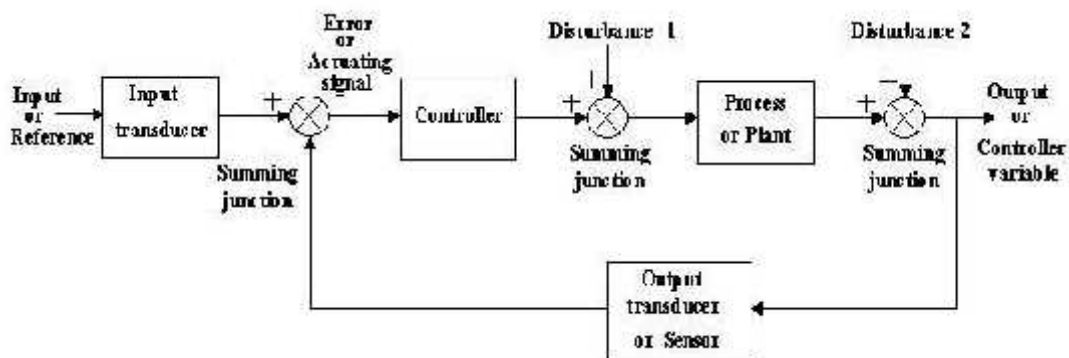 Error
or
Actuating
signal
Disturbance 1
Disturbance 2
Input
or
Reference
Input
transducer
+
Controller
+
Process
or Plant
+
−
Output
or
Controller
variable
Summing
junction
Summing
junction
Summing
junction
Output
transducer
or Sensor